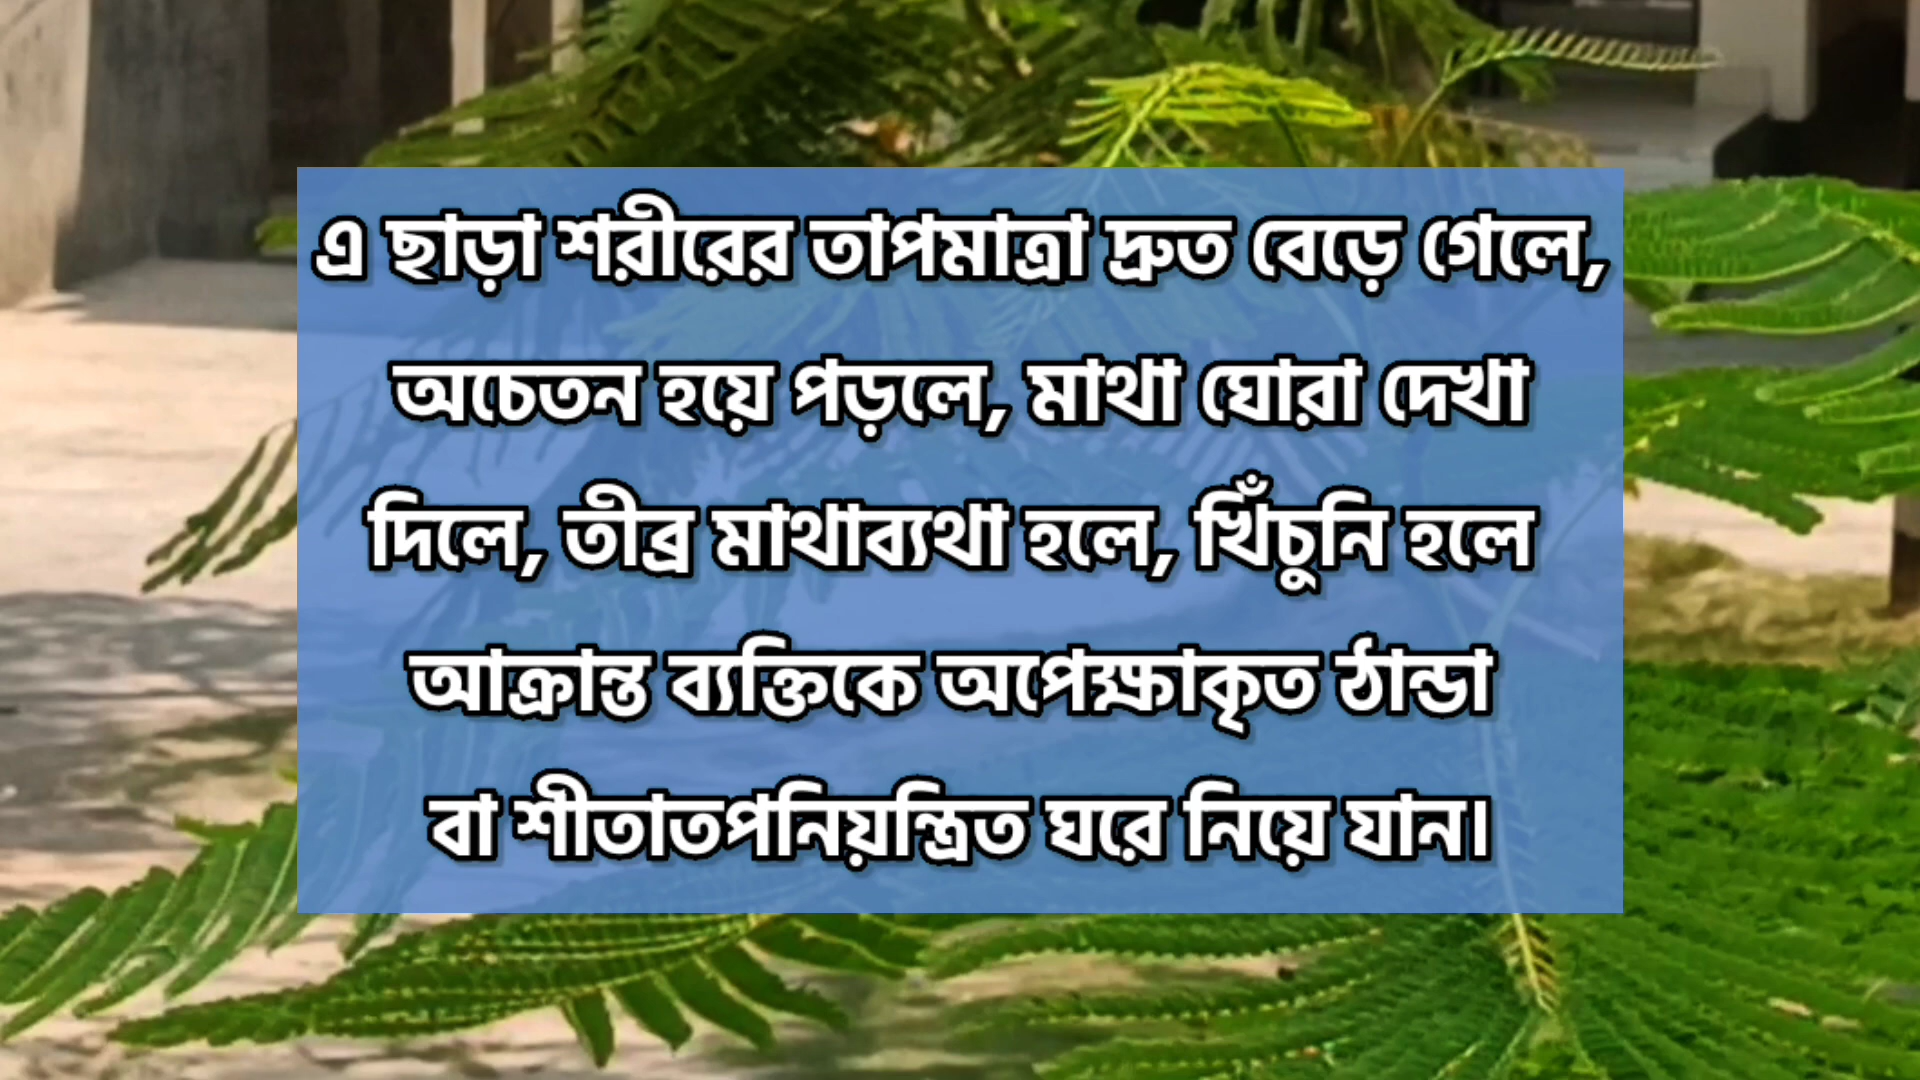 এ ছাড়া শরীরের তাপমাত্রা দ্রুত বেড়ে গেলে,
অচেতন হয়ে পড়লে, মাথা ঘোরা দেখা
দিলে, তীব্র মাথাব্যথা হলে, খিঁচুনি হলে
আক্রান্ত ব্যক্তিকে অপেক্ষাকৃত ঠান্ডা
বা শীতাতপনিয়ন্ত্রিত ঘরে নিয়ে যান।